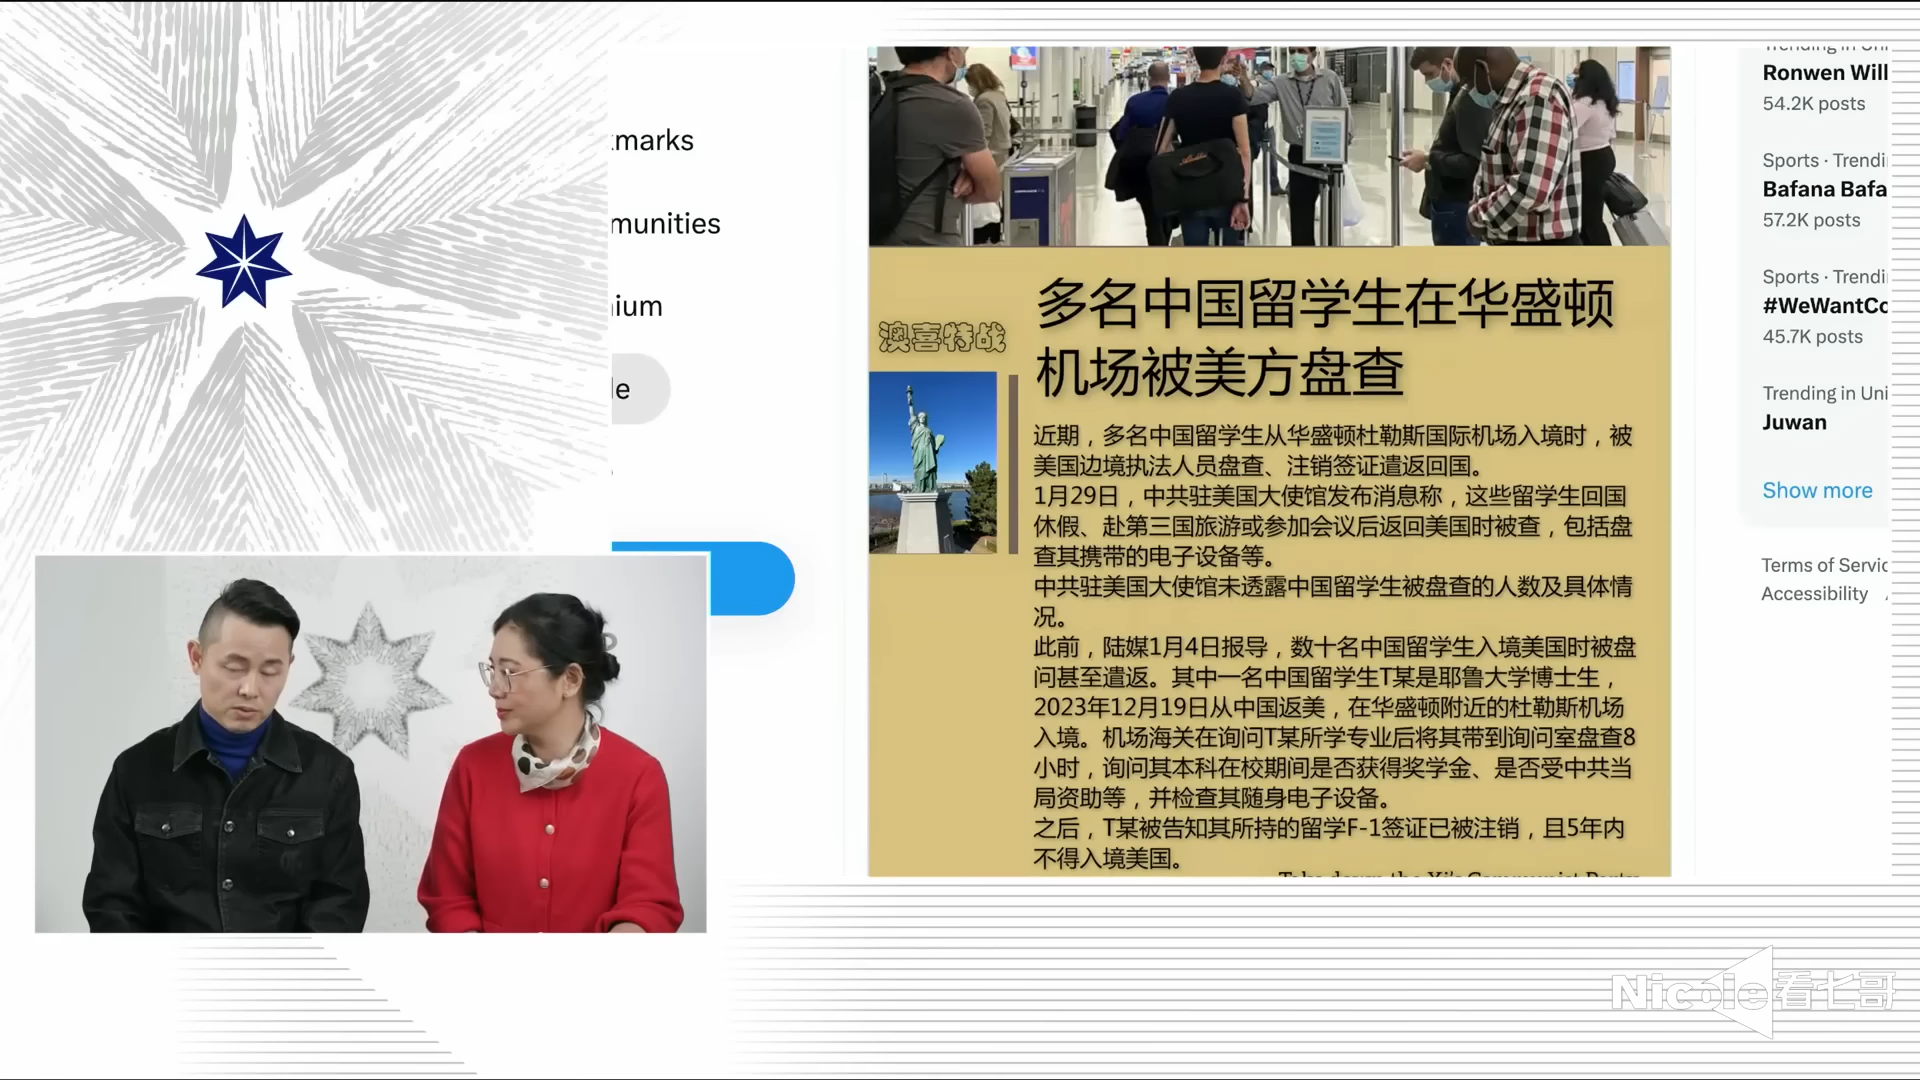 kmarks
munities
ium
le
澳喜特战
多名中国留学生在华盛顿
机场被美方盘查
近期，多名中国留学生从华盛顿杜勒斯国际机场入境时，被
美国边境执法人员盘查、注销签证遣返回国。
1月29日，中共驻美国大使馆发布消息称，这些留学生回国
休假、赴第三国旅游或参加会议后返回美国时被查，包括盘
查其携带的电子设备等。
中共驻美国大使馆未透露中国留学生被盘查的人数及具体情
况。
此前，陆媒1月4日报导，数十名中国留学生入境美国时被盘
问甚至遣返。其中一名中国留学生T某是耶鲁大学博士生，
2023年12月19日从中国返美，在华盛顿附近的杜勒斯机场
入境。机场海关在询问T某所学专业后将其带到询问室盘查8
小时，询问其本科在校期间是否获得奖学金、是否受中共当
局资助等，并检查其随身电子设备。
之后，T某被告知其所持的留学F-1签证已被注销，且5年内
不得入境美国。
Take down the Xi's Communist Party
Trending in Uni
Ronwen Will
54.2K posts
Sports · Trendi
Bafana Bafa
57.2K posts
Sports · Trendi
#WeWantCo
45.7K posts
Trending in Uni
Juwan
Show more
Terms of Servic
Accessibility
Nicole看七哥